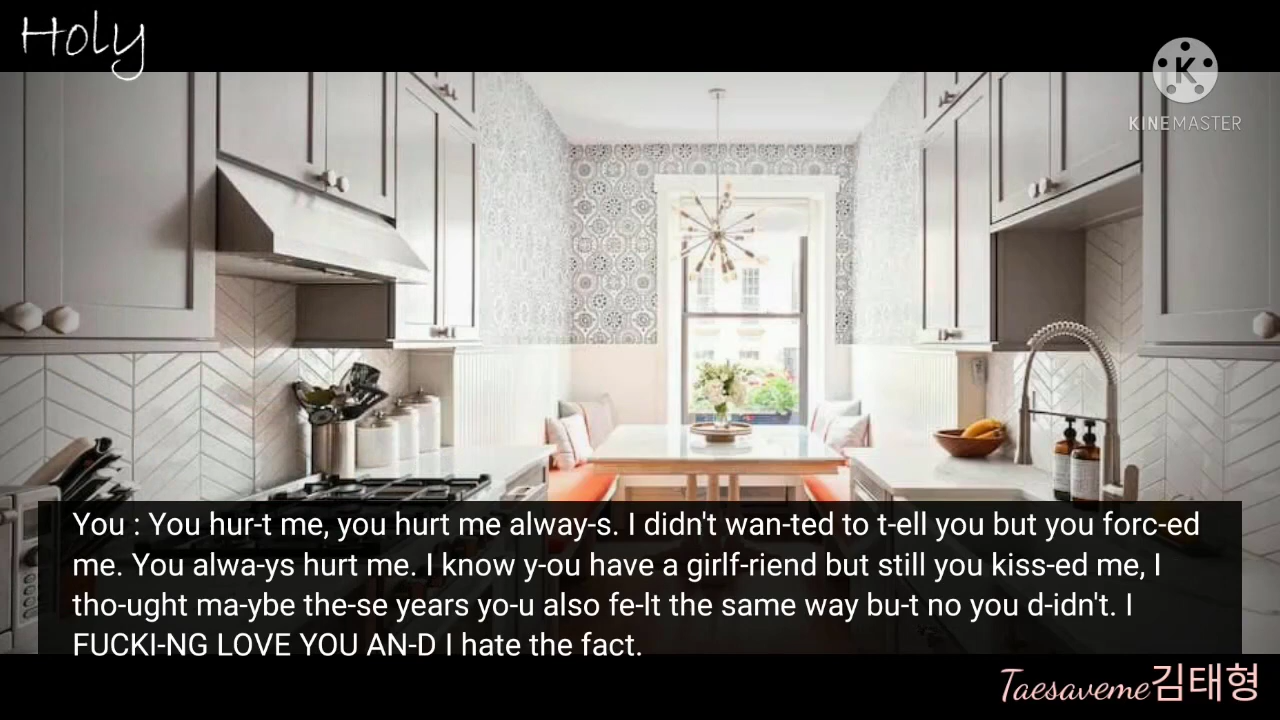 Holy
K
KINEMASTER
You : You hur-t me, you hurt me alway-s. I didn't wan-ted to t-ell you but you forc-ed
me. You alwa-ys hurt me. I know y-ou have a girlf-riend but still you kiss-ed me, I
tho-ught ma-ybe the-se years yo-u also fe-lt the same way bu-t no you d-idn't. I
FUCKI-NG LOVE YOU AN-D I hate the fact.
Taesaveme김태형